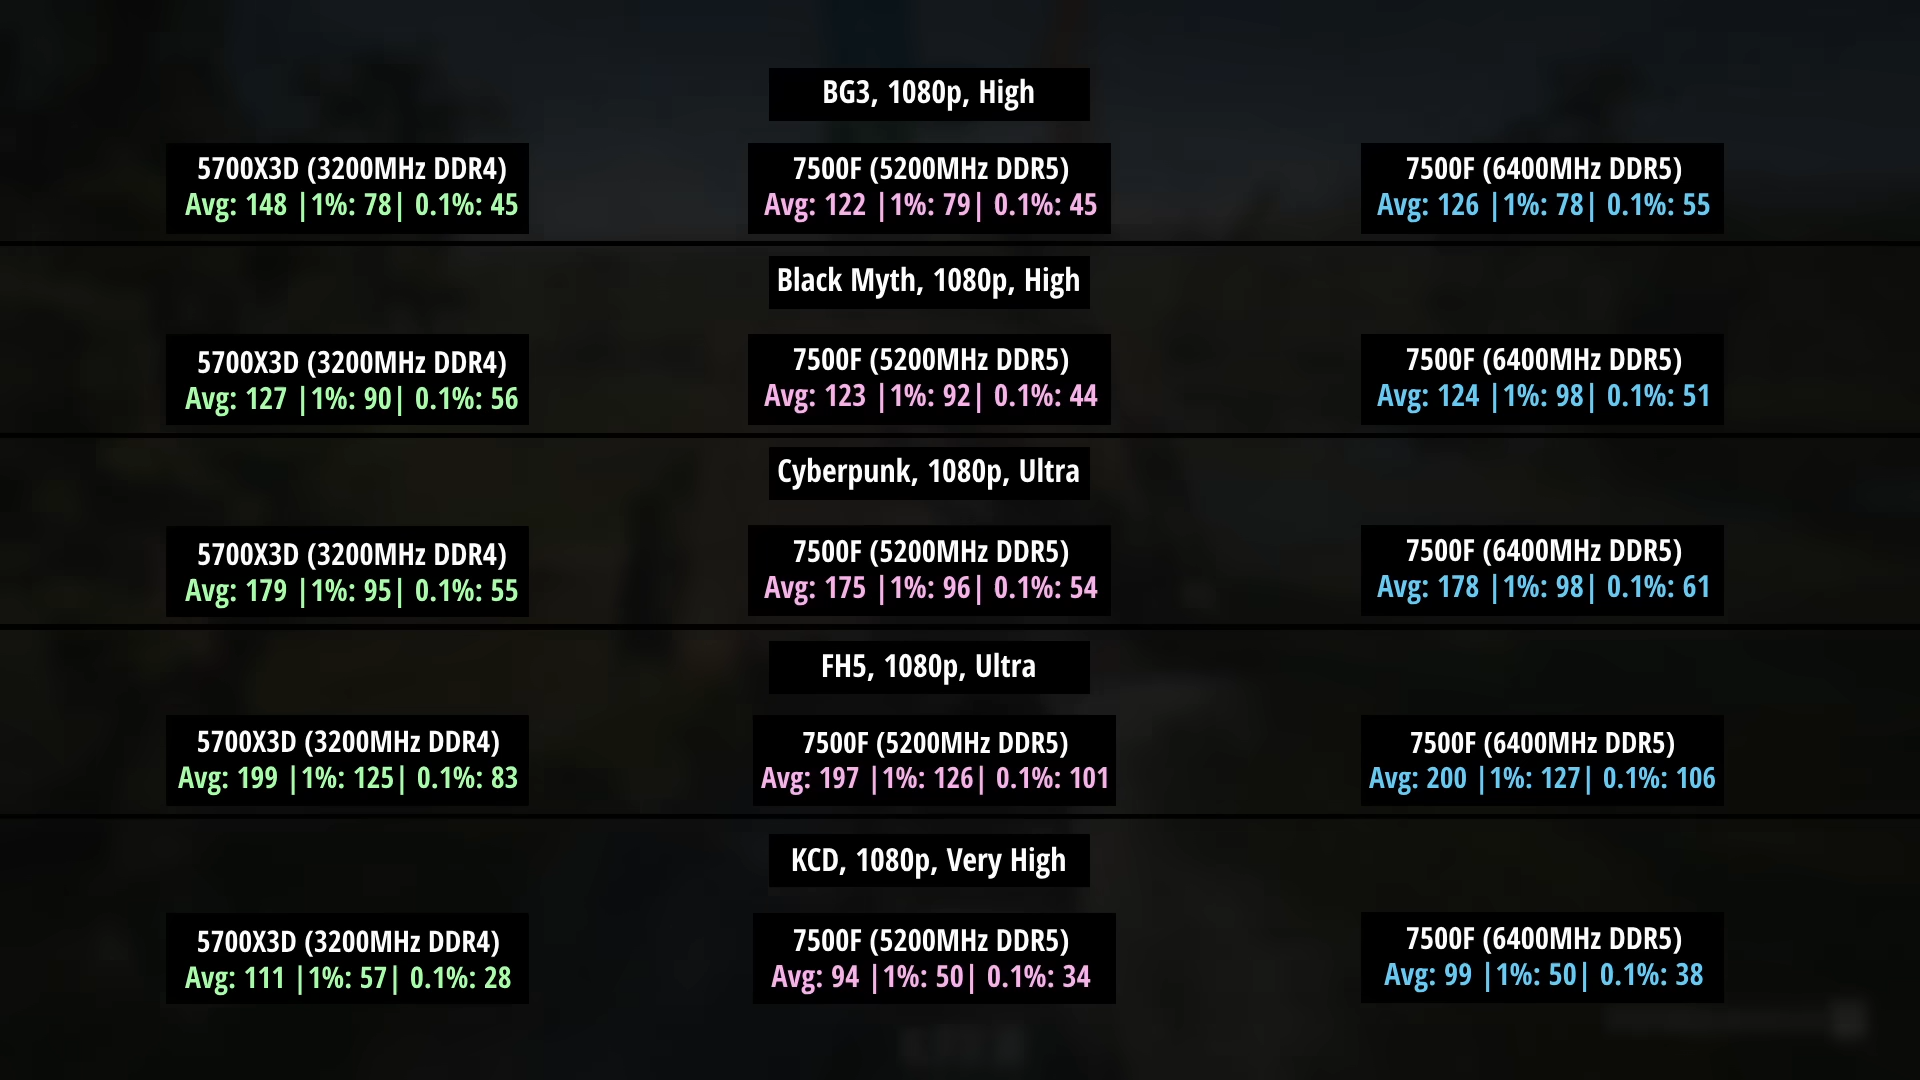 BG3, 1080p, High
5700X3D (3200MHz DDR4)
Avg: 148 |1%: 78| 0.1%: 45
7500F (5200MHz DDR5)
Avg: 122 |1%: 79| 0.1%: 45
7500F (6400MHz DDR5)
Avg: 126 |1%: 78| 0.1%: 55
Black Myth, 1080p, High
5700X3D (3200MHz DDR4)
Avg: 127 |1%: 90| 0.1%: 56
7500F (5200MHz DDR5)
Avg: 123 |1%: 92| 0.1%: 44
7500F (6400MHz DDR5)
Avg: 124 |1%: 98| 0.1%: 51
Cyberpunk, 1080p, Ultra
5700X3D (3200MHz DDR4)
Avg: 179 |1%: 95| 0.1%: 55
7500F (5200MHz DDR5)
Avg: 175 |1%: 96| 0.1%: 54
7500F (6400MHz DDR5)
Avg: 178 |1%: 98| 0.1%: 61
FH5, 1080p, Ultra
5700X3D (3200MHz DDR4)
Avg: 199 |1%: 125| 0.1%: 83
7500F (5200MHz DDR5)
Avg: 197 |1%: 126| 0.1%: 101
7500F (6400MHz DDR5)
Avg: 200 |1%: 127| 0.1%: 106
KCD, 1080p, Very High
5700X3D (3200MHz DDR4)
Avg: 111 |1%: 57| 0.1%: 28
7500F (5200MHz DDR5)
Avg: 94 |1%: 50| 0.1%: 34
7500F (6400MHz DDR5)
Avg: 99 |1%: 50| 0.1%: 38